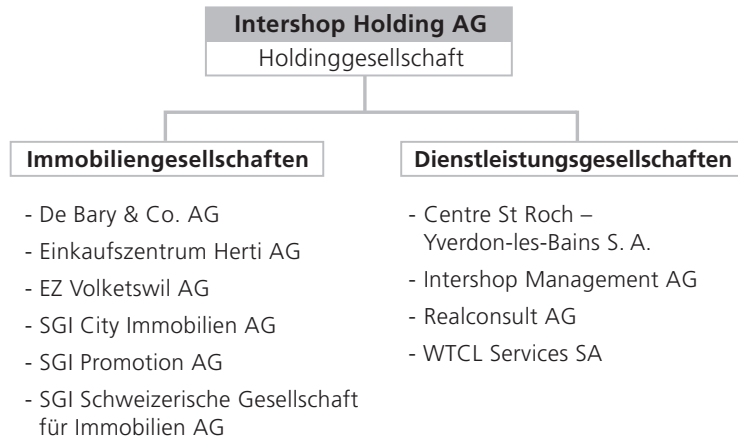 Intershop Holding AG
Holdinggesellschaft
Immobiliengesellschaften
- De Bary & Co. AG
- Einkaufszentrum Herti AG
- EZ Volketswil AG
- SGI City Immobilien AG
- SGI Promotion AG
- SGI Schweizerische Gesellschaft
für Immobilien AG
Dienstleistungsgesellschaften
- Centre St Roch –
Yverdon-les-Bains S. A.
- Intershop Management AG
- Realconsult AG
- WTCL Services SA